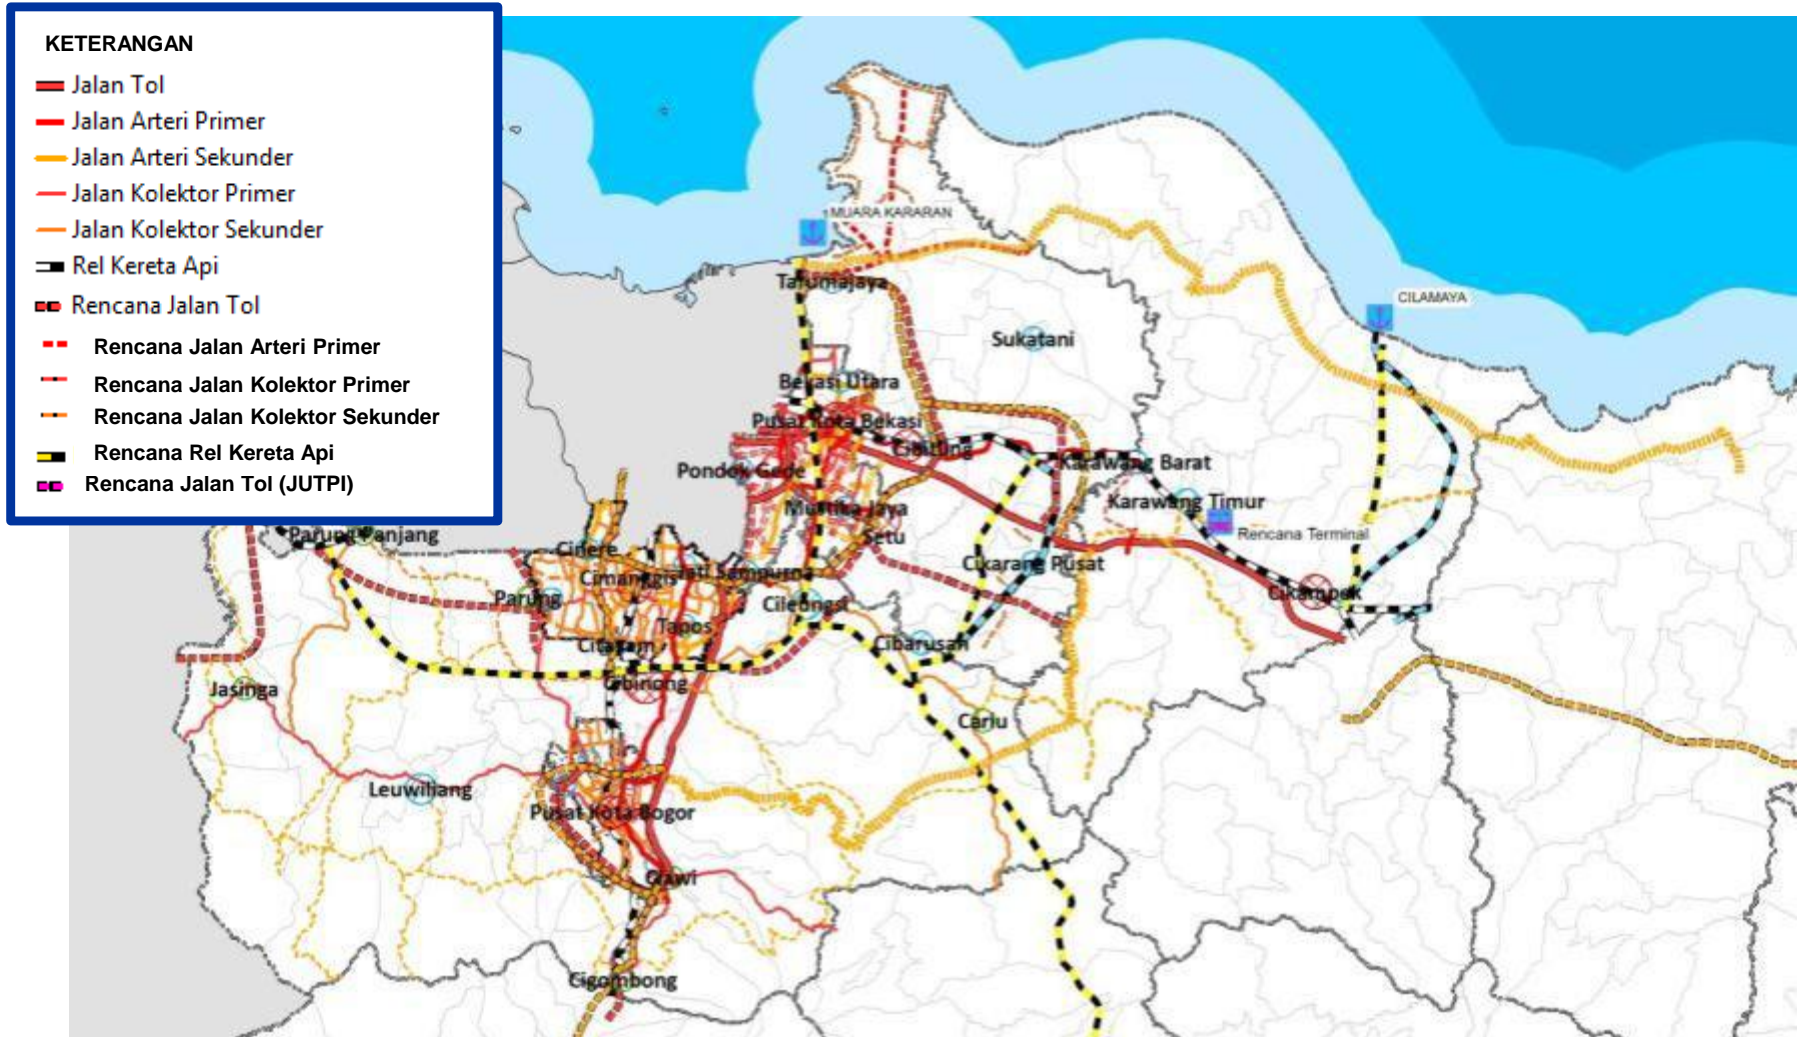 KETERANGAN
Jalan Tol
Jalan Arteri Primer
Jalan Arteri Sekunder
Jalan Kolektor Primer
Jalan Kolektor Sekunder
Rel Kereta Api
Rencana Jalan Tol
Rencana Jalan Arteri Primer
Rencana Jalan Kolektor Primer
Rencana Jalan Kolektor Sekunder
Rencana Rel Kereta Api
Rencana Jalan Tol (JUTPI)
MUARA KARARAN
Tarumajaya
CILAMAYA
Sukatani
Bekasi Utara
Pusat Kota Bekasi
Cibitung
Pondok Gede
Karawang Barat
Karawang Timur
Mustika Jaya
Rencana Terminal
Parung Panjang
Cinere
Setu
Cimanggis
Jati Sampurna
Cikarang Pusat
Parung
Cileungsi
Cikampek
Tapos
Citayam
Cibarusah
Cibinong
Jasinga
Cariu
Leuwiliang
Pusat Kota Bogor
Ciawi
Cigombong